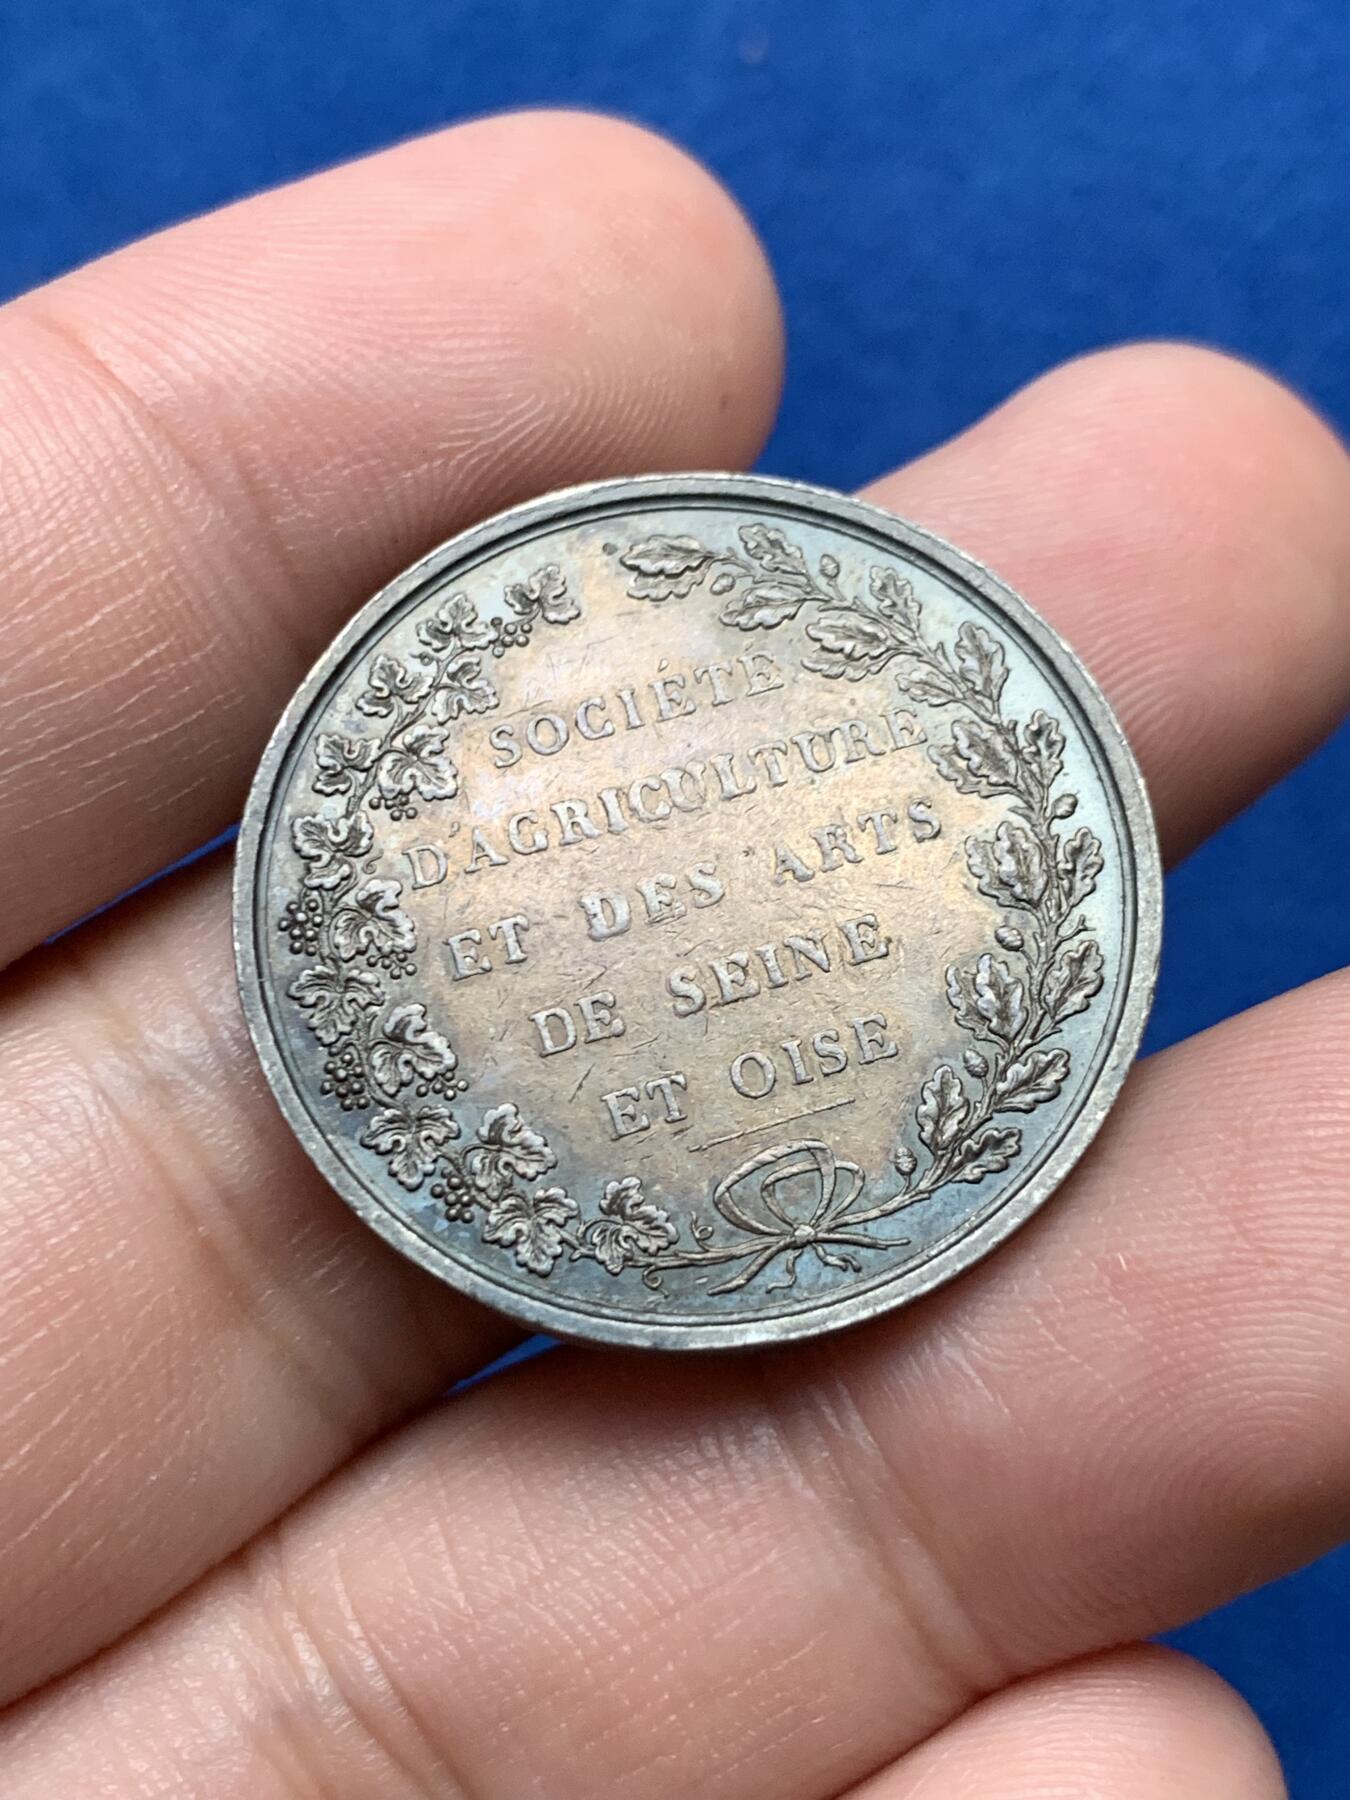 SOCIÉTÉ
D'AGRICULTURE
ET DES ARTS
DE SEINE
ET OISE